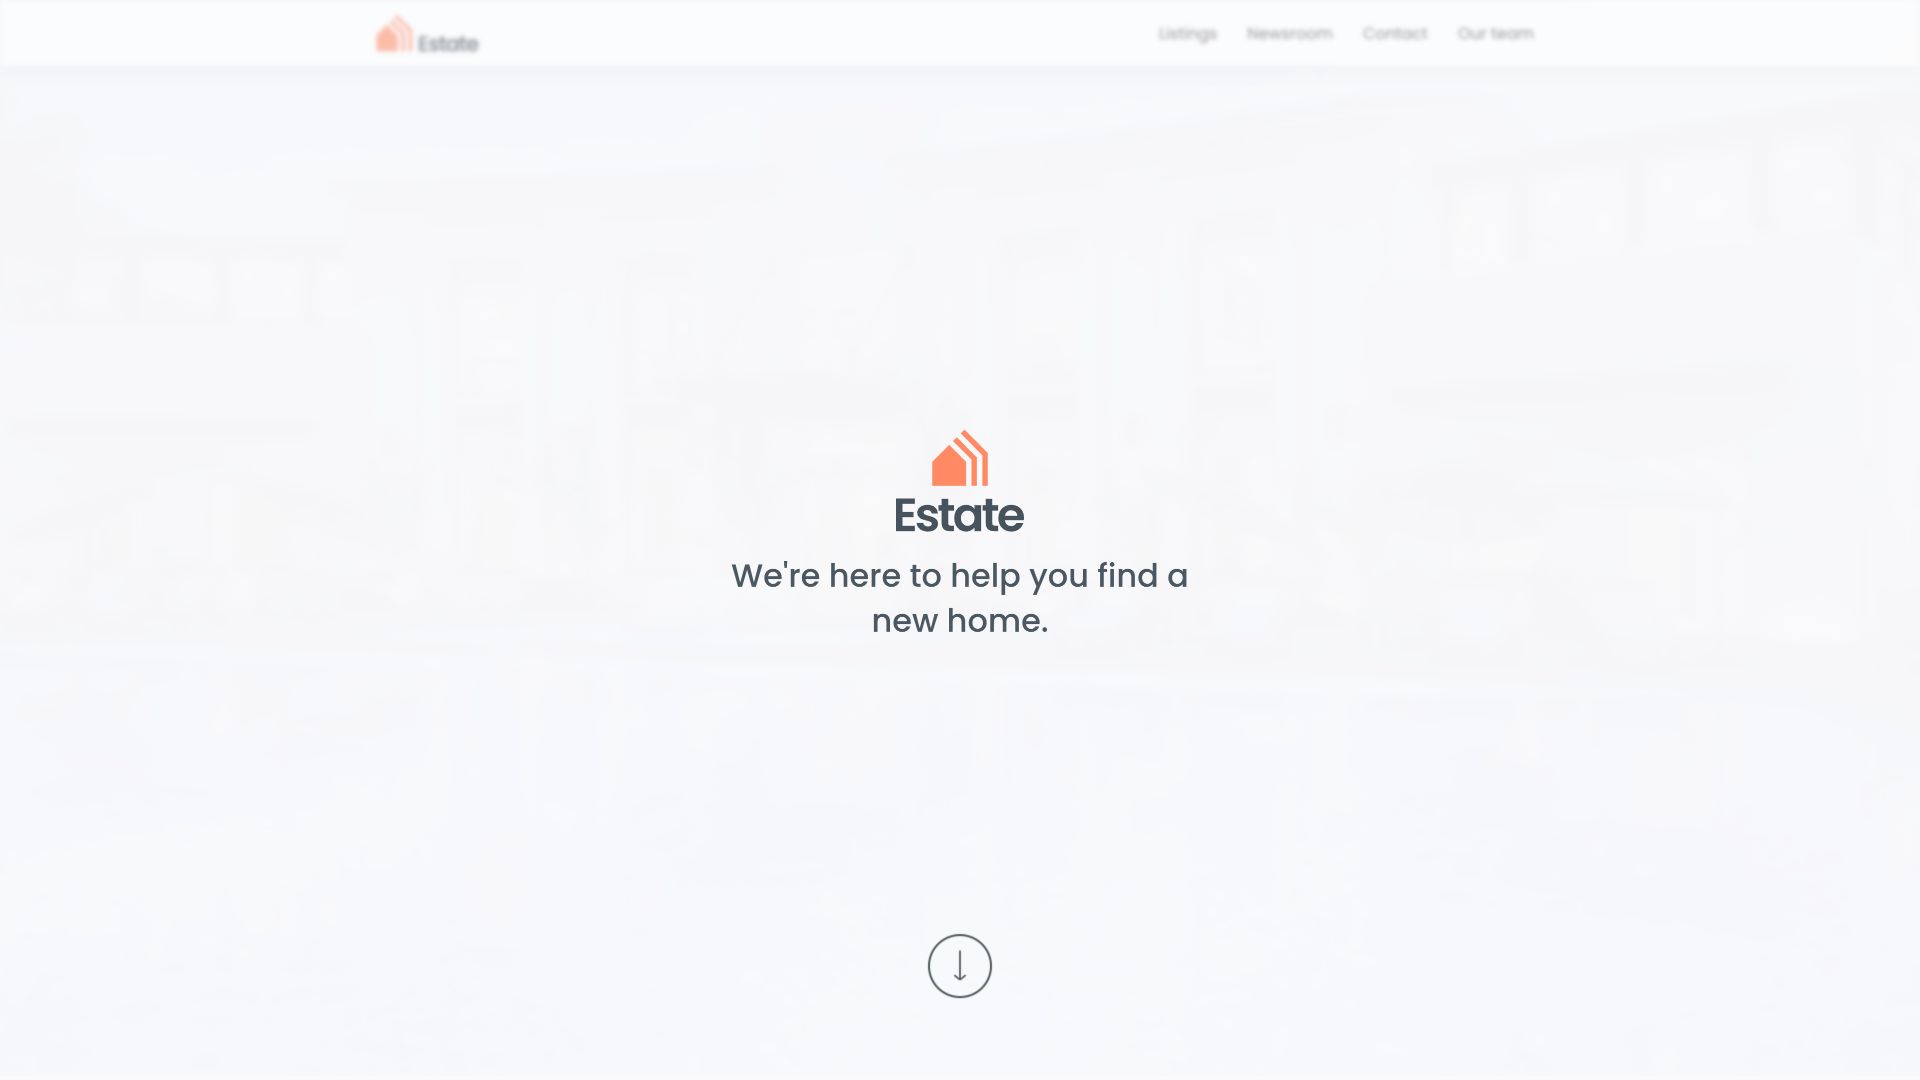 Estate
Listings Newsroom Contact Our team
Estate
We're here to help you find a
new home.